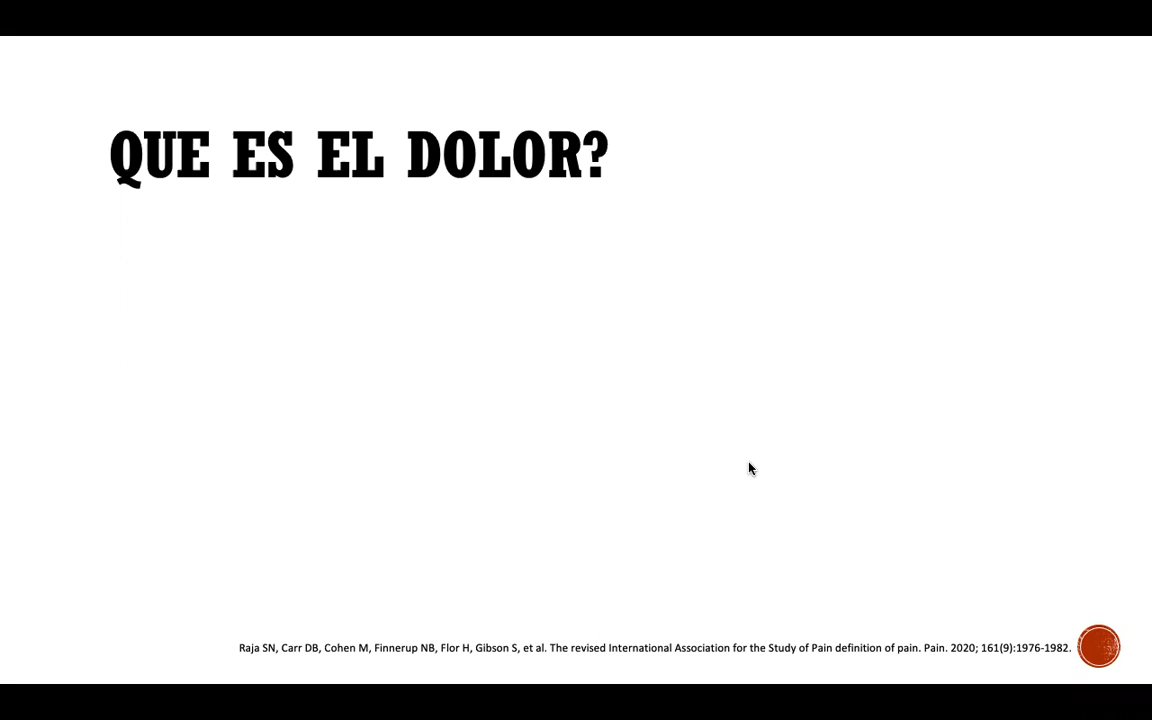 QUE ES EL DOLOR?
Raja SN, Carr DB, Cohen M, Finnerup NB, Flor H, Gibson S, et al. The revised International Association for the Study of Pain definition of pain. Pain. 2020; 161(9):1976-1982.